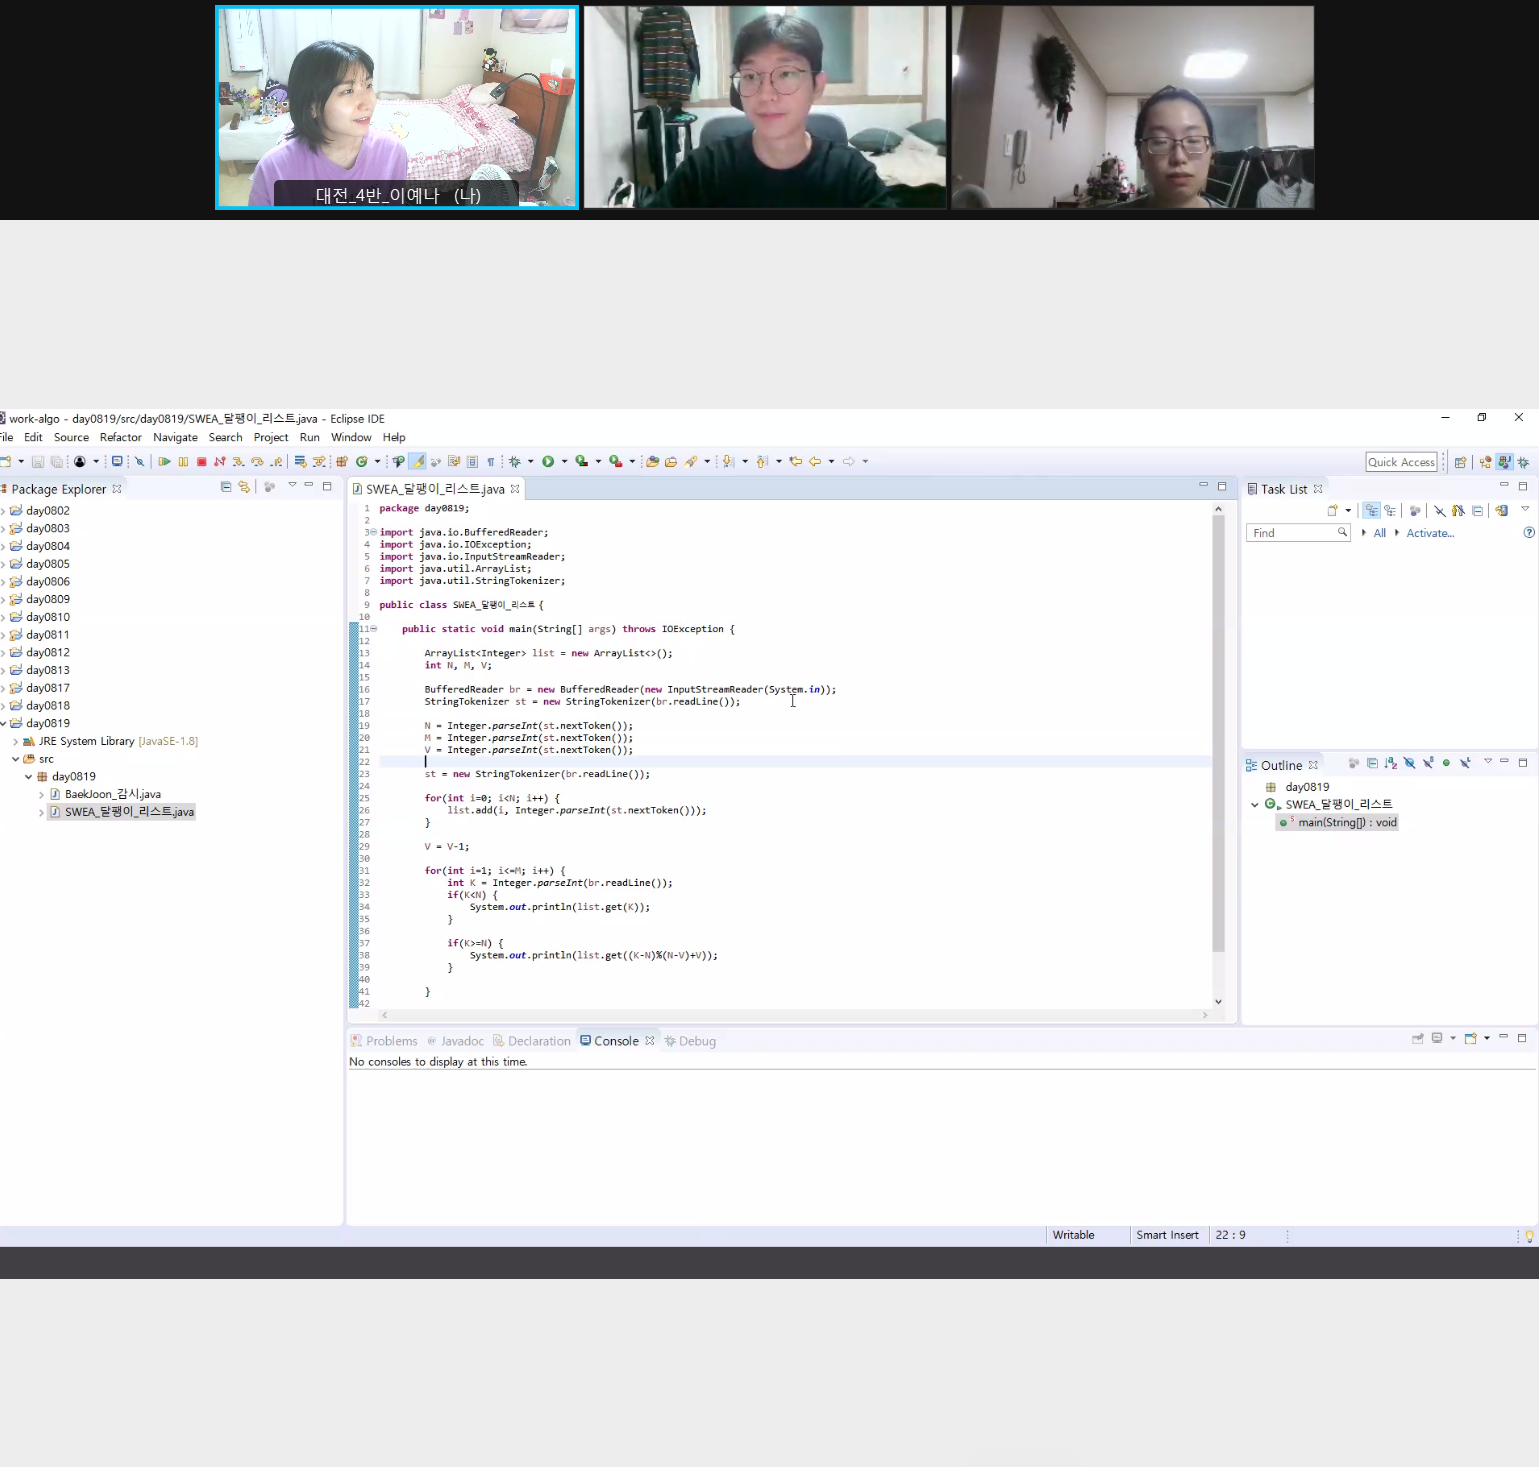 대전_4반_이예나 (나)
work-algo - day0819/src/day0819/SWEA_달팽이_리스트.java - Eclipse IDE
File Edit Source Refactor Navigate Search Project Run Window Help
Quick Access
Package Explorer
day0802
day0803
day0804
day0805
day0806
day0809
day0810
day0811
day0812
day0813
day0817
day0818
day0819
JRE System Library [JavaSE-1.8]
src
day0819
BaekJoon_감시.java
SWEA_달팽이_리스트.java
SWEA_달팽이_리스트.java
1 package day0819;
2
3 import java.io.BufferedReader;
4 import java.io.IOException;
5 import java.io.InputStreamReader;
6 import java.util.ArrayList;
7 import java.util.StringTokenizer;
8
9 public class SWEA_달팽이_리스트 {
10
11 public static void main(String[] args) throws IOException {
12
13 ArrayList<Integer> list = new ArrayList<>();
14 int N, M, V;
15
16 BufferedReader br = new BufferedReader(new InputStreamReader(System.in));
17 StringTokenizer st = new StringTokenizer(br.readLine());
18
19 N = Integer.parseInt(st.nextToken());
20 M = Integer.parseInt(st.nextToken());
21 V = Integer.parseInt(st.nextToken());
22
23 st = new StringTokenizer(br.readLine());
24
25 for(int i=0; i<N; i++) {
26 list.add(i, Integer.parseInt(st.nextToken()));
27 }
28
29 V = V-1;
30
31 for(int i=1; i<=M; i++) {
32 int K = Integer.parseInt(br.readLine());
33 if(K<N) {
34 System.out.println(list.get(K));
35 }
36
37 if(K>=N) {
38 System.out.println(list.get((K-N)%(N-V)+V));
39 }
40
41 }
42
Task List
Find All Activate...
Outline
day0819
SWEA_달팽이_리스트
main(String[]) : void
Problems Javadoc Declaration Console Debug
No consoles to display at this time.
Writable Smart Insert 22 : 9